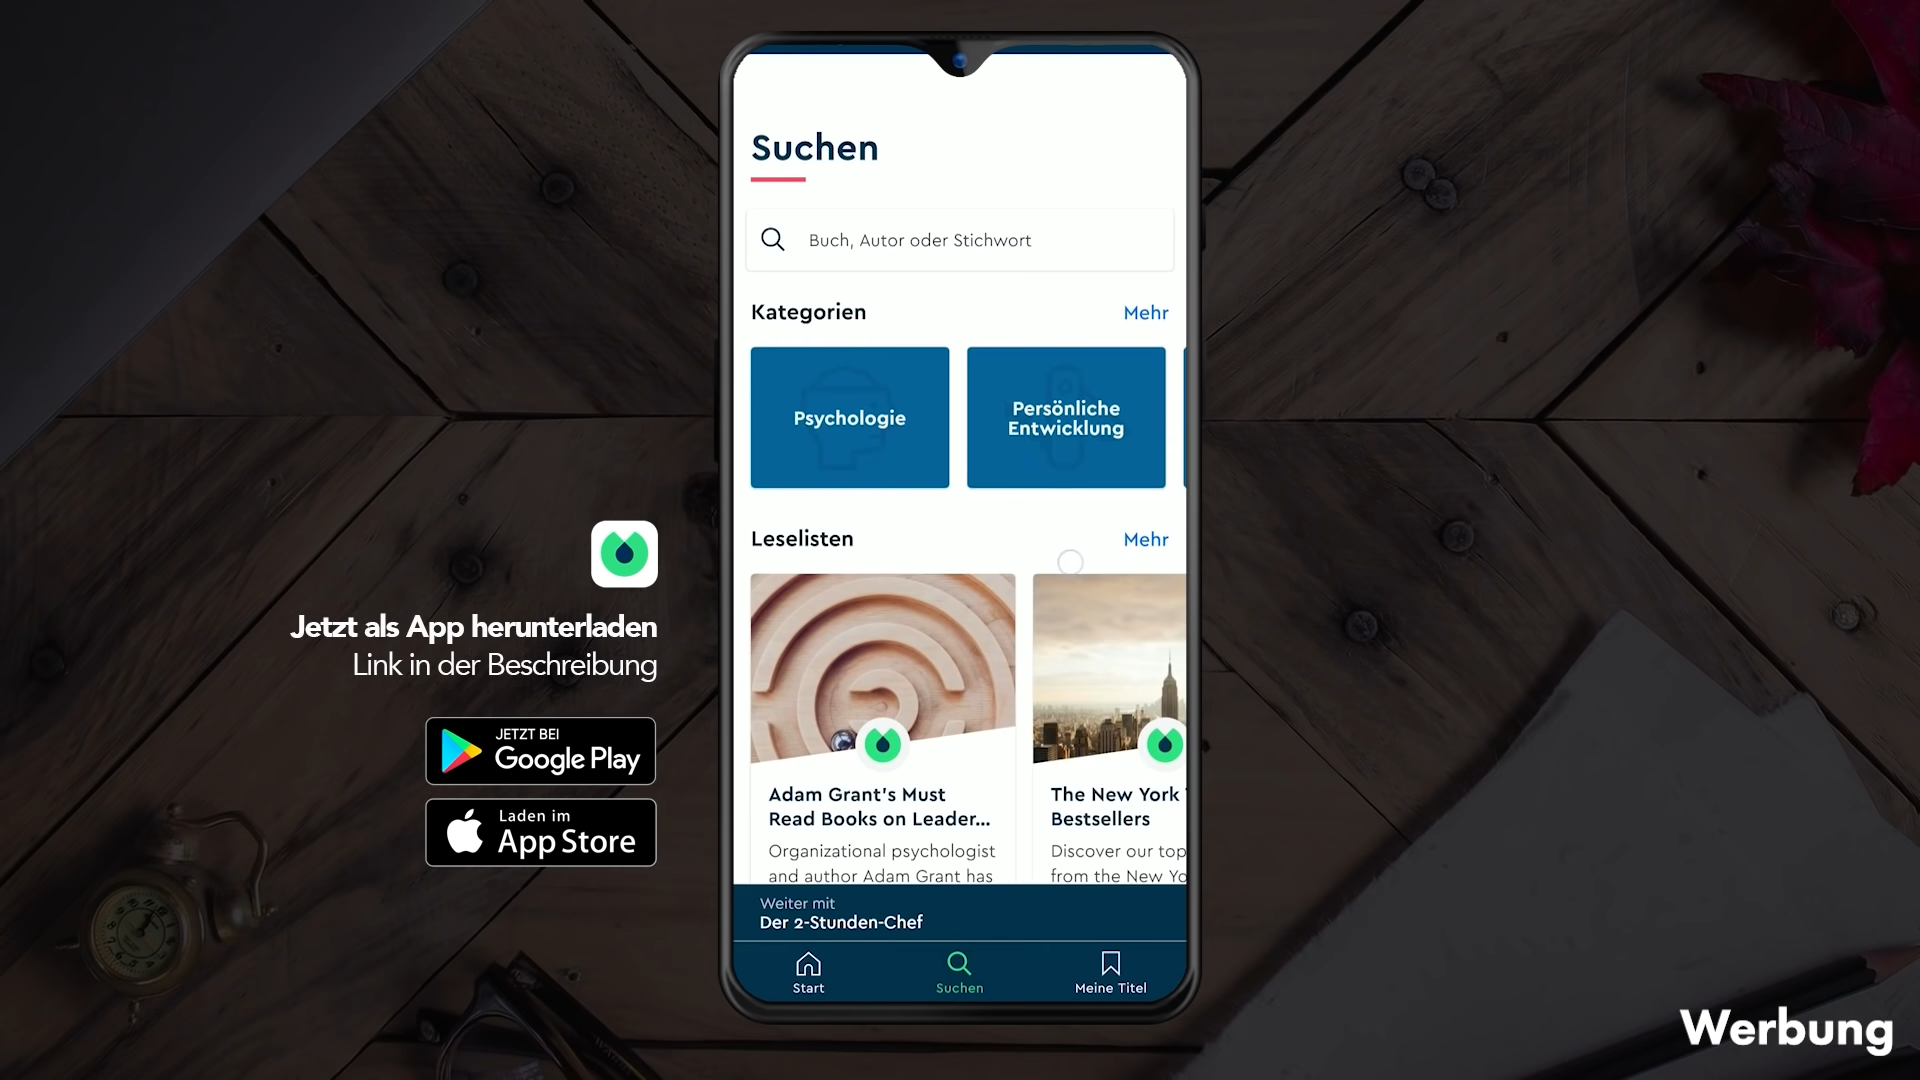 Suchen
Buch, Autor oder Stichwort
Kategorien
Mehr
Psychologie
Persönliche
Entwicklung
Leselisten
Mehr
Adam Grant's Must
Read Books on Leader...
Organizational psychologist
and author Adam Grant has
The New York
Bestsellers
Discover our top
from the New Yo
Weiter mit
Der 2-Stunden-Chef
Start
Suchen
Meine Titel
Jetzt als App herunterladen
Link in der Beschreibung
JETZT BEI
Google Play
Laden im
App Store
Werbung